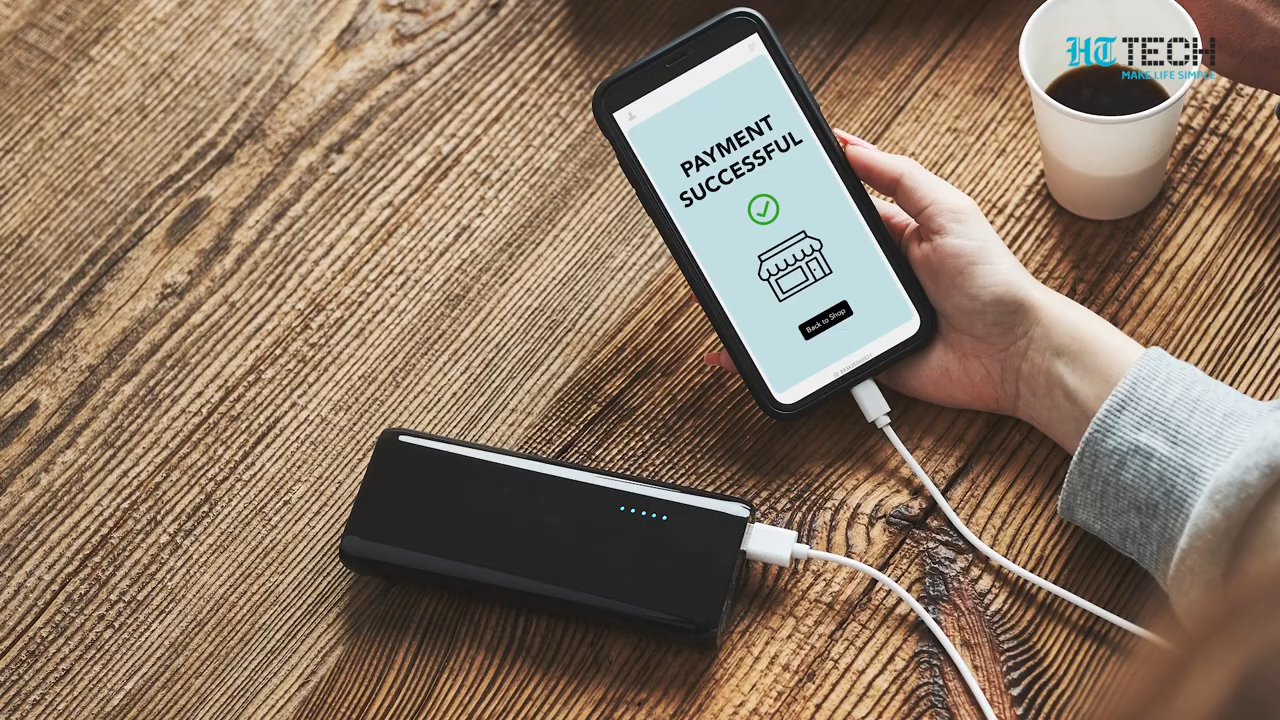 HT TECH
MAKE LIFE SIMPLE
PAYMENT
SUCCESSFUL
Back to Shop